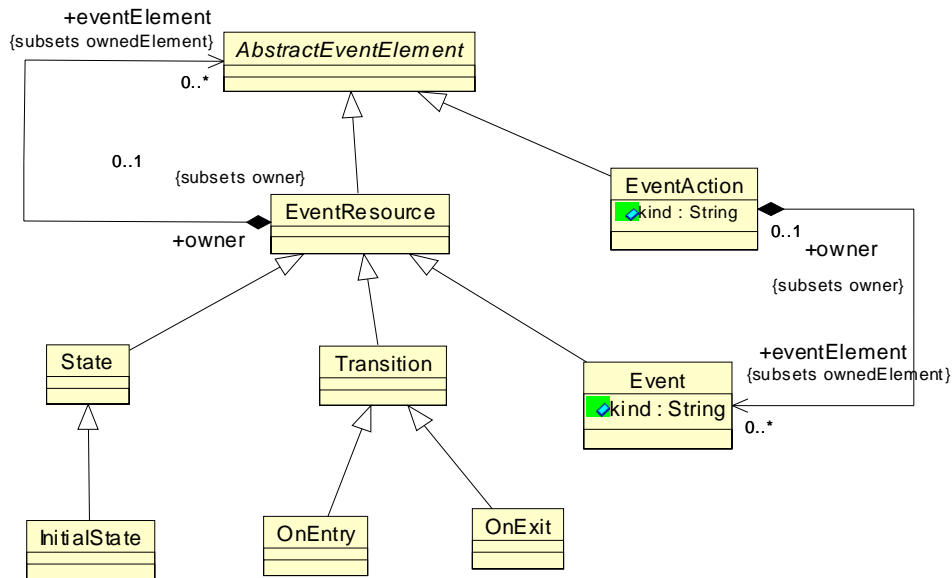 +eventElement
{subsets ownedElement}
0..*
AbstractEventElement
0..1
{subsets owner}
EventResource
+owner
EventAction
kind : String
0..1
+owner
{subsets owner}
+eventElement
{subsets ownedElement}
0..*
State
Transition
Event
kind : String
InitialState
OnEntry
OnExit